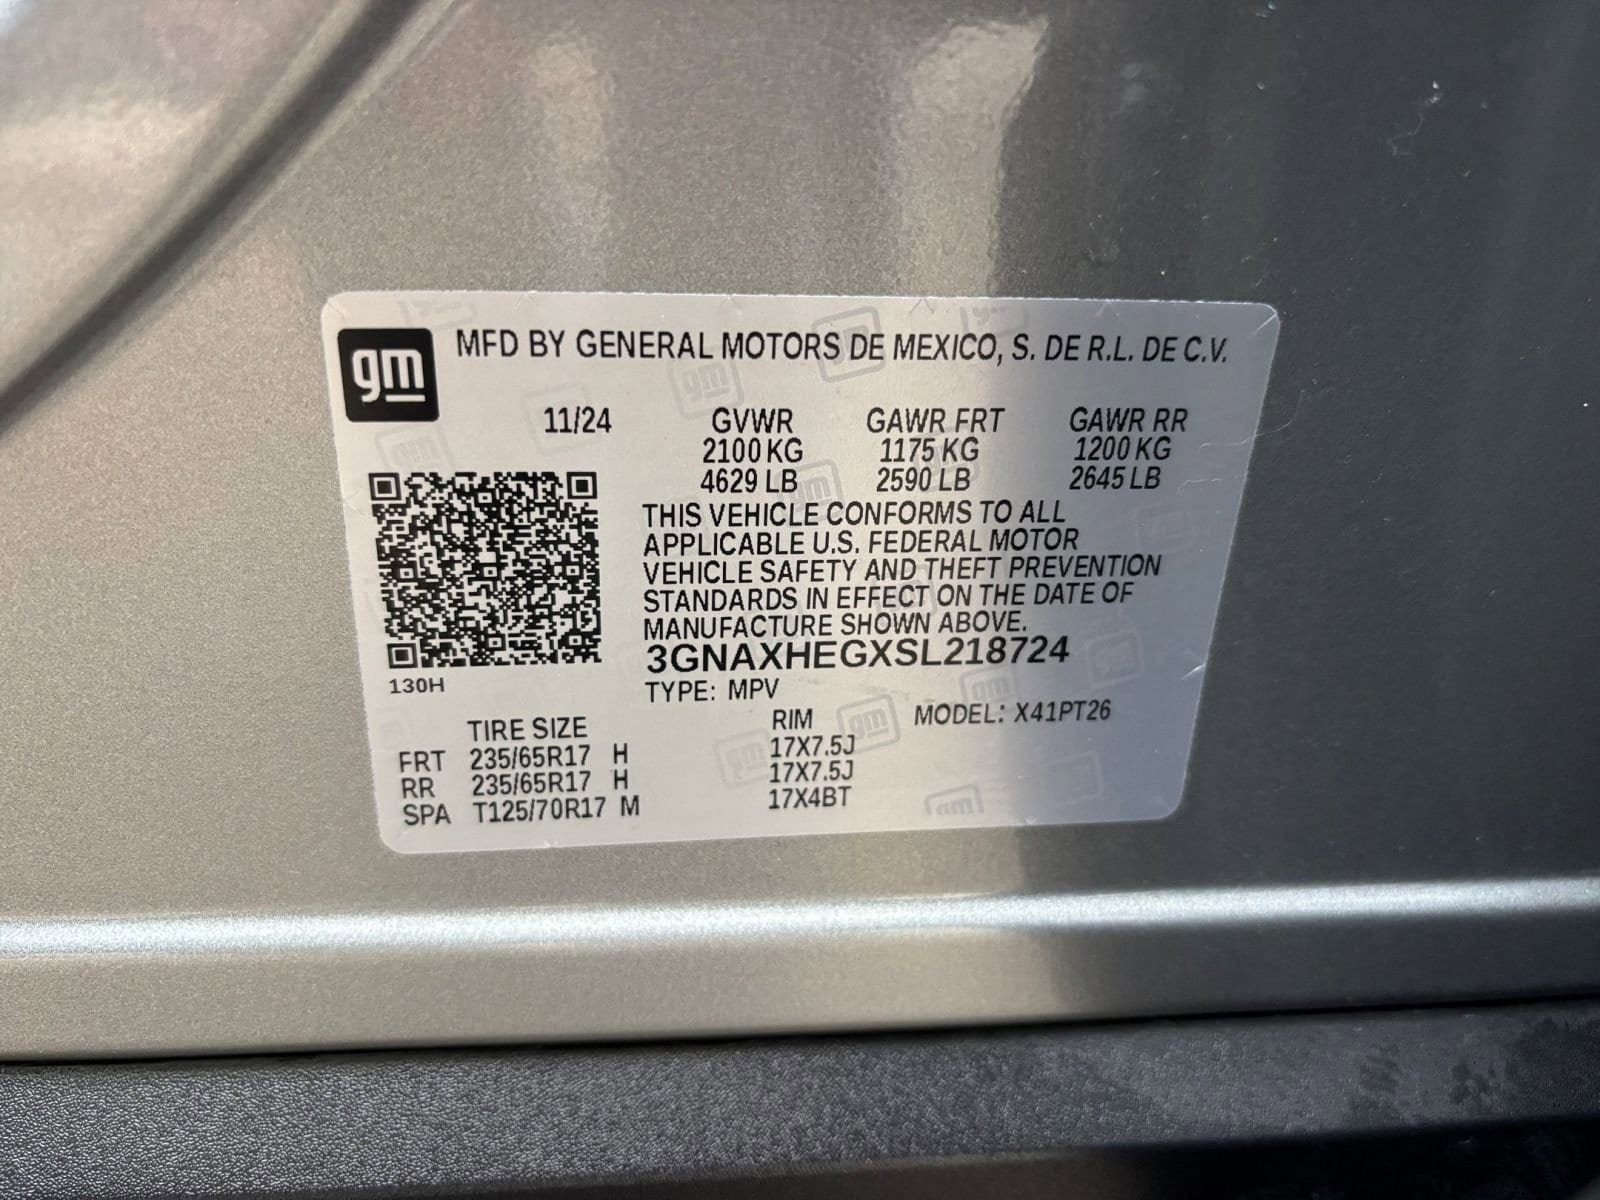 gm
MFD BY GENERAL MOTORS DE MEXICO, S. DE R.L. DE C.V.
11/24 GVWR GAWR FRT GAWR RR
2100 KG 1175 KG 1200 KG
4629 LB 2590 LB 2645 LB
THIS VEHICLE CONFORMS TO ALL
APPLICABLE U.S. FEDERAL MOTOR
VEHICLE SAFETY AND THEFT PREVENTION
STANDARDS IN EFFECT ON THE DATE OF
MANUFACTURE SHOWN ABOVE.
3GNAXHEGXSL218724
130H
TYPE: MPV
TIRE SIZE RIM MODEL: X41PT26
FRT 235/65R17 H 17X7.5J
RR 235/65R17 H 17X7.5J
SPA T125/70R17 M 17X4BT